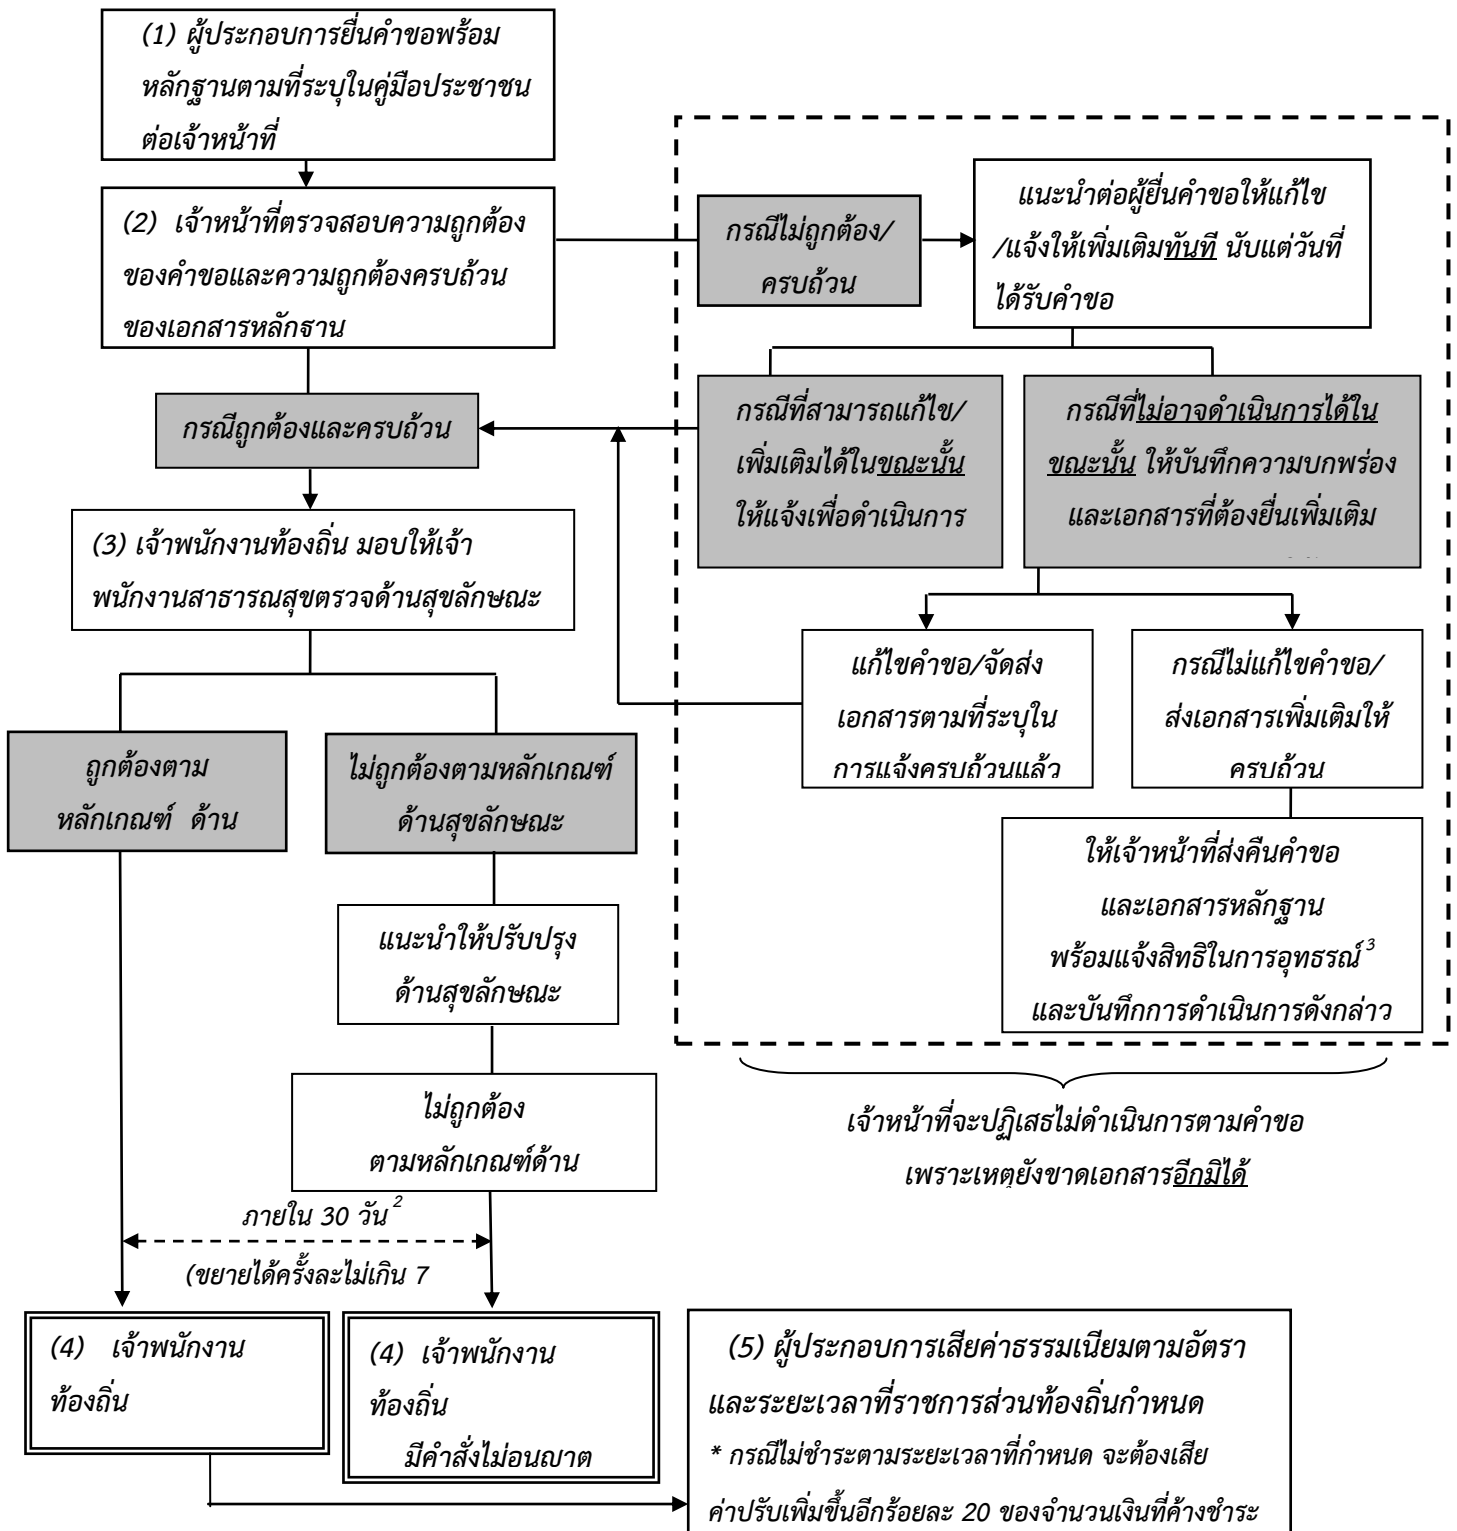 (1) ผู้ประกอบการยื่นคำขอพร้อม
หลักฐานตามที่ระบุในคู่มือประชาชน
ต่อเจ้าหน้าที่
(2) เจ้าหน้าที่ตรวจสอบความถูกต้อง
ของคำขอและความถูกต้องครบถ้วน
ของเอกสารหลักฐาน
กรณีไม่ถูกต้อง/
ครบถ้วน
แนะนำต่อผู้ยื่นคำขอให้แก้ไข
/แจ้งให้เพิ่มเติมทันที นับแต่วันที่
ได้รับคำขอ
กรณีถูกต้องและครบถ้วน
กรณีที่สามารถแก้ไข/
เพิ่มเติมได้ในขณะนั้น
ให้แจ้งเพื่อดำเนินการ
กรณีที่ไม่อาจดำเนินการได้ใน
ขณะนั้น ให้บันทึกความบกพร่อง
และเอกสารที่ต้องยื่นเพิ่มเติม
(3) เจ้าพนักงานท้องถิ่น มอบให้เจ้า
พนักงานสาธารณสุขตรวจด้านสุขลักษณะ
แก้ไขคำขอ/จัดส่ง
เอกสารตามที่ระบุใน
การแจ้งครบถ้วนแล้ว
กรณีไม่แก้ไขคำขอ/
ส่งเอกสารเพิ่มเติมให้
ครบถ้วน
ถูกต้องตาม
หลักเกณฑ์ ด้าน
ไม่ถูกต้องตามหลักเกณฑ์
ด้านสุขลักษณะ
ให้เจ้าหน้าที่ส่งคืนคำขอ
และเอกสารหลักฐาน
พร้อมแจ้งสิทธิในการอุทธรณ์ 3
และบันทึกการดำเนินการดังกล่าว
แนะนำให้ปรับปรุง
ด้านสุขลักษณะ
ไม่ถูกต้อง
ตามหลักเกณฑ์ด้าน
เจ้าหน้าที่จะปฏิเสธไม่ดำเนินการตามคำขอ
เพราะเหตุยังขาดเอกสารอีกมิได้
ภายใน 30 วัน 2
(ขยายได้ครั้งละไม่เกิน 7
(4) เจ้าพนักงาน
ท้องถิ่น
(4) เจ้าพนักงาน
ท้องถิ่น
มีคำสั่งไม่อนุญาต
(5) ผู้ประกอบการเสียค่าธรรมเนียมตามอัตรา
และระยะเวลาที่ราชการส่วนท้องถิ่นกำหนด
* กรณีไม่ชำระตามระยะเวลาที่กำหนด จะต้องเสีย
ค่าปรับเพิ่มขึ้นอีกร้อยละ 20 ของจำนวนเงินที่ค้างชำระ